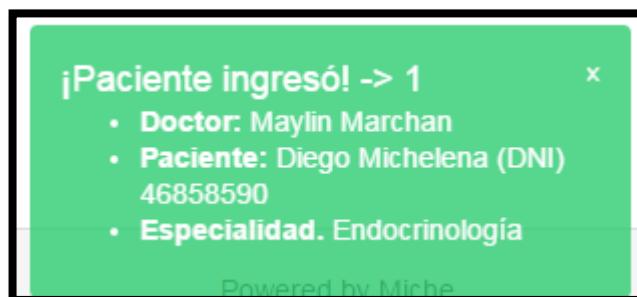 ¡Paciente ingresó! -> 1 x
• Doctor: Maylin Marchan
• Paciente: Diego Michelena (DNI)
46858590
• Especialidad. Endocrinología
Powered by Miche